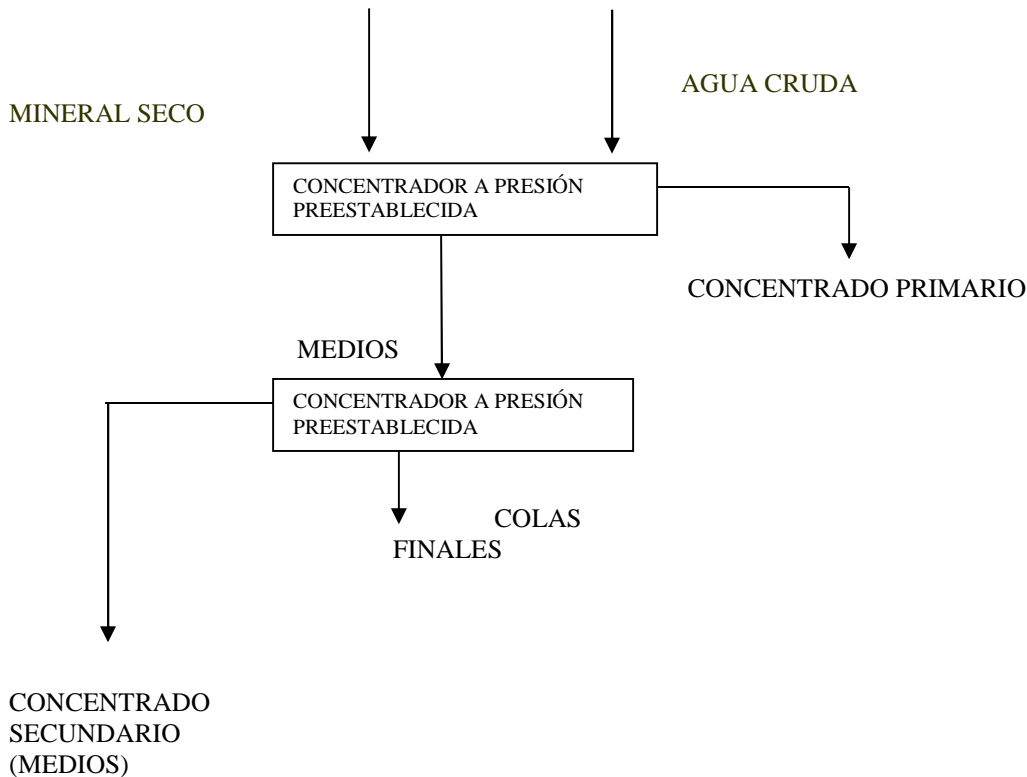 AGUA CRUDA
MINERAL SECO
CONCENTRADOR A PRESIÓN
PREESTABLECIDA
CONCENTRADO PRIMARIO
MEDIOS
CONCENTRADOR A PRESIÓN
PREESTABLECIDA
COLAS
FINALES
CONCENTRADO
SECUNDARIO
(MEDIOS)